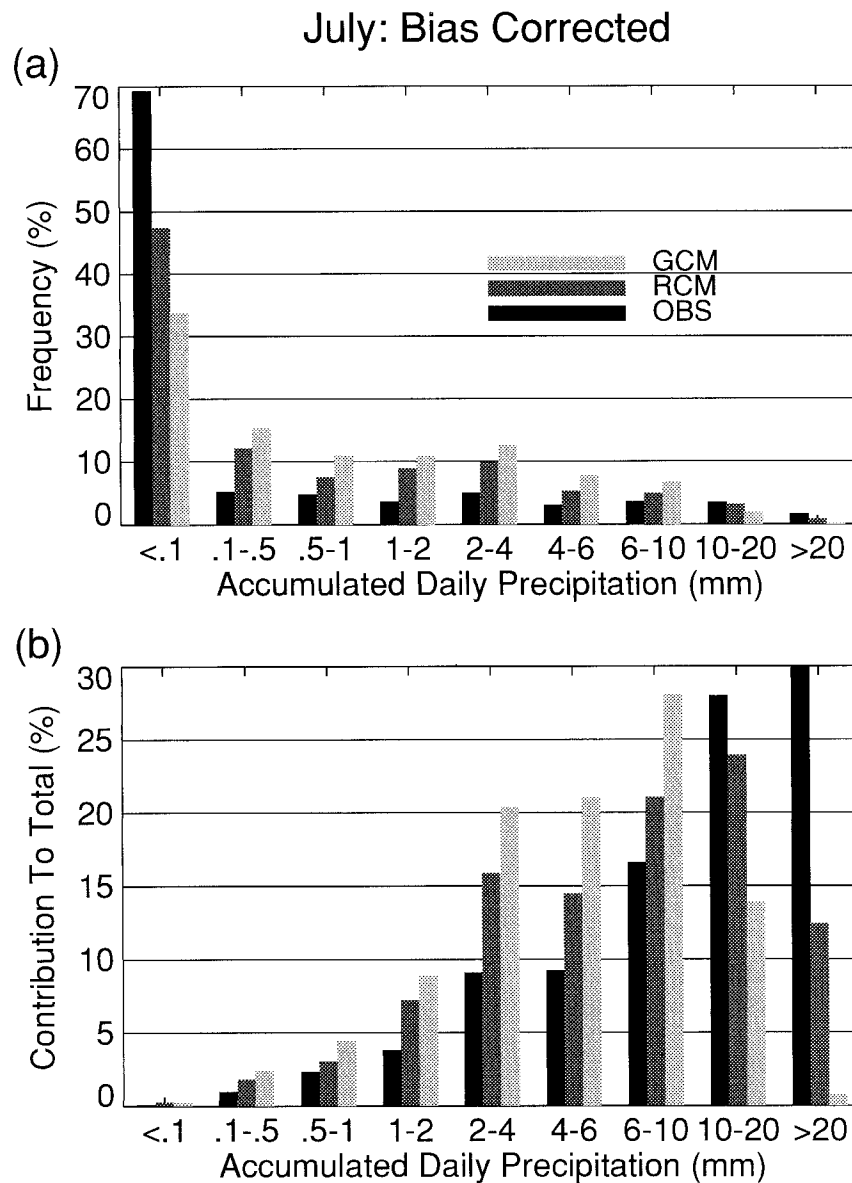 July: Bias Corrected
(a)
70
60
50
40
30
20
10
0
Frequency (%)
GCM
RCM
OBS
<.1 .1-.5 .5-1 1-2 2-4 4-6 6-10 10-20 >20
Accumulated Daily Precipitation (mm)
(b)
30
25
20
15
10
5
0
Contribution To Total (%)
<.1 .1-.5 .5-1 1-2 2-4 4-6 6-10 10-20 >20
Accumulated Daily Precipitation (mm)